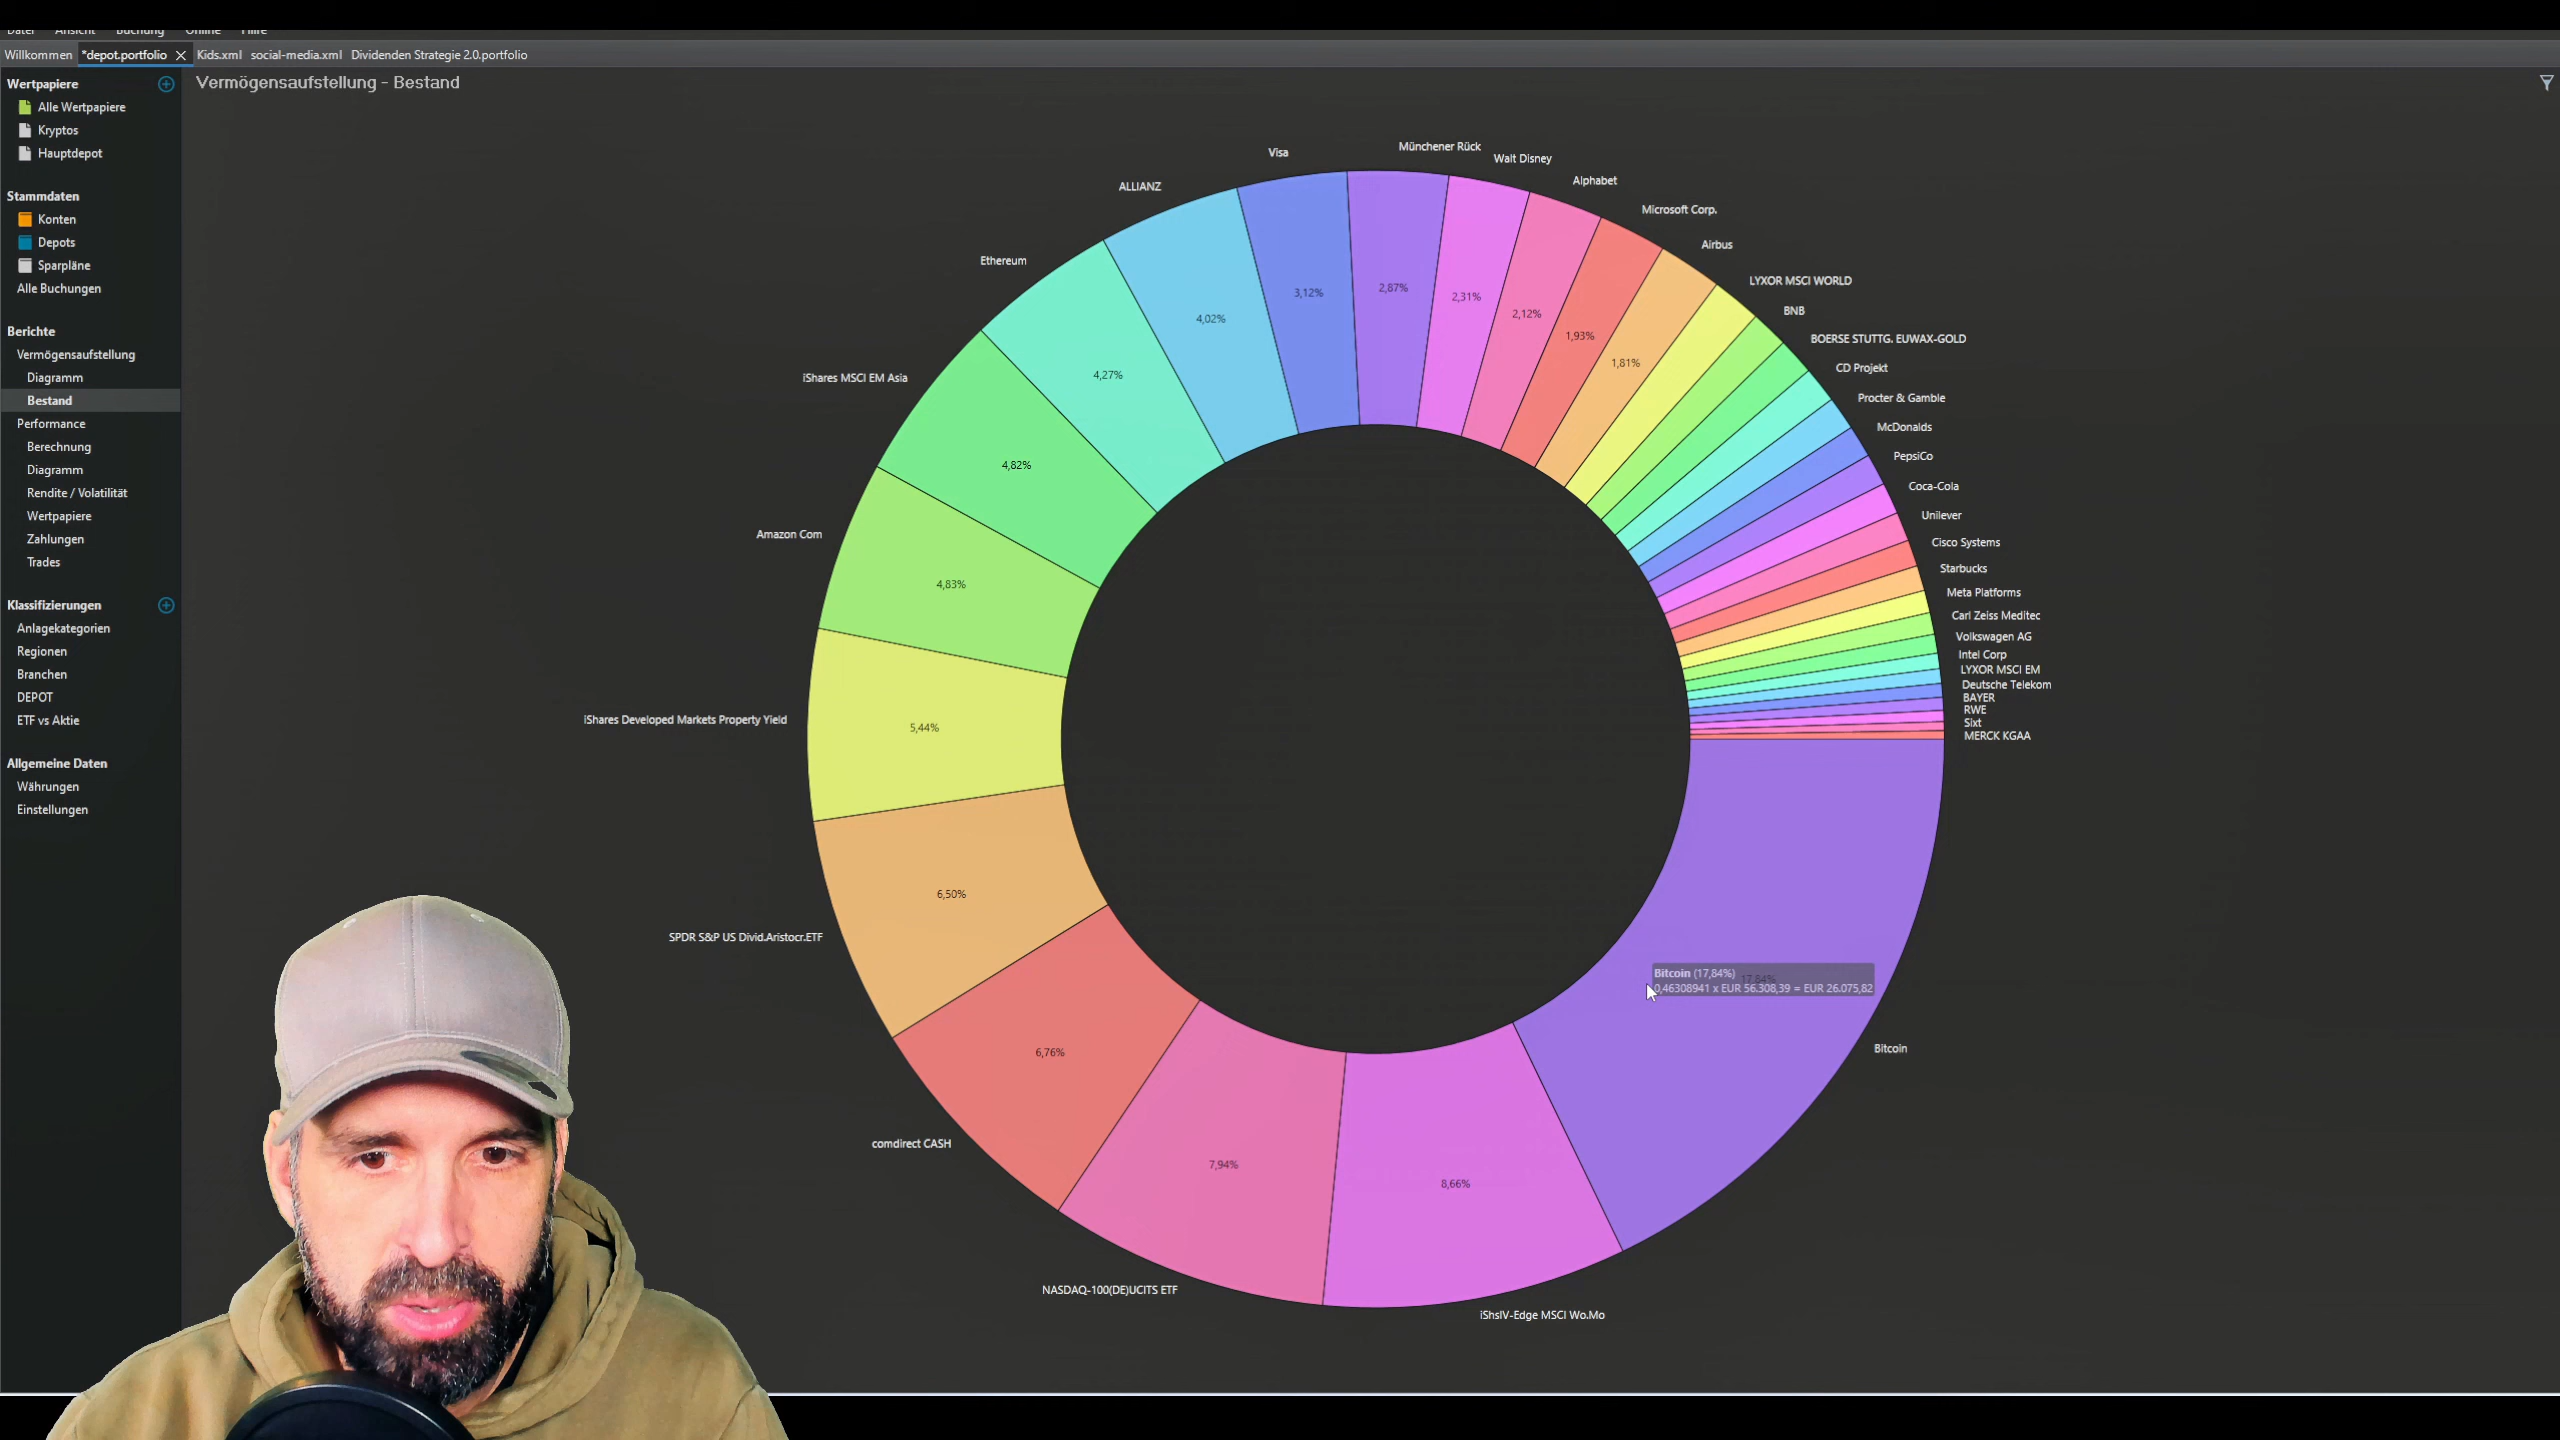 Datei Ansicht Buchung Online Hilfe
Willkommen *depot.portfolio Kids.xml social-media.xml Dividenden Strategie 2.0.portfolio
Wertpapiere
Alle Wertpapiere
Kryptos
Hauptdepot
Stammdaten
Konten
Depots
Sparpläne
Alle Buchungen
Berichte
Vermögensaufstellung
Diagramm
Bestand
Performance
Berechnung
Diagramm
Rendite / Volatilität
Wertpapiere
Zahlungen
Trades
Klassifizierungen
Anlagekategorien
Regionen
Branchen
DEPOT
ETF vs Aktie
Allgemeine Daten
Währungen
Einstellungen
Vermögensaufstellung - Bestand
Münchener Rück
Visa
Walt Disney
Alphabet
ALLIANZ
Microsoft Corp.
Airbus
Ethereum
LYXOR MSCI WORLD
BNB
BOERSE STUTTG. EUWAX-GOLD
CD Projekt
iShares MSCI EM Asia
Procter & Gamble
McDonalds
PepsiCo
Coca-Cola
Unilever
Amazon Com
Cisco Systems
Starbucks
Meta Platforms
Carl Zeiss Meditec
Volkswagen AG
Intel Corp
LYXOR MSCI EM
Deutsche Telekom
BAYER
RWE
iShares Developed Markets Property Yield
Sixt
MERCK KGAA
SPDR S&P US Divid.Aristocr.ETF
comdirect CASH
NASDAQ-100(DE)UCITS ETF
iShsIV-Edge MSCI Wo.Mo
Bitcoin
2,87%
3,12%
2,31%
2,12%
4,02%
1,93%
1,81%
4,27%
4,82%
4,83%
5,44%
6,50%
6,76%
7,94%
8,66%
17,84%
Bitcoin (17,84%)
0,46308941 x EUR 56.308,39 = EUR 26.075,82